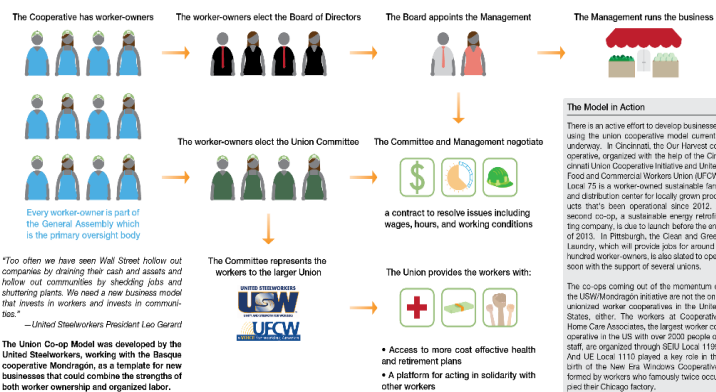 The Cooperative has worker-owners
The worker-owners elect the Board of Directors
The Board appoints the Management
The Management runs the business
The worker-owners elect the Union Committee
The Committee and Management negotiate
$
a contract to resolve issues including
wages, hours, and working conditions
Every worker-owner is part of
the General Assembly which
is the primary oversight body
"Too often we have seen Wall Street hollow out
companies by draining their cash and assets and
hollow out communities by shedding jobs and
shuttering plants. We need a new business model
that invests in workers and invests in communi-
ties."
—United Steelworkers President Leo Gerard
The Union Co-op Model was developed by the
United Steelworkers, working with the Basque
cooperative Mondragón, as a template for new
businesses that could combine the strengths of
both worker ownership and organized labor.
The Committee represents the
workers to the larger Union
UNITED STEELWORKERS
USW
UNITY AND STRENGTH FOR WORKERS
UFCW
The Union provides the workers with:
• Access to more cost effective health
and retirement plans
• A platform for acting in solidarity with
other workers
The Model in Action
There is an active effort to develop businesses
using the union cooperative model current
underway. In Cincinnati, the Our Harvest co
operative, organized with the help of the Cin
cinnati Union Cooperative Initiative and Unite
Food and Commercial Workers Union (UFCW
Local 75 is a worker-owned sustainable far
and distribution center for locally grown prod
ucts that's been operational since 2012.
second co-op, a sustainable energy retrofi
ting company, is due to launch before the en
of 2013. In Pittsburgh, the Clean and Gree
Laundry, which will provide jobs for around
hundred worker-owners, is also slated to ope
soon with the support of several unions.
The co-ops coming out of the momentum o
the USW/Mondragón initiative are not the on
unionized worker cooperatives in the Unite
States, either. The workers at Cooperativ
Home Care Associates, the largest worker co
operative in the US with over 2000 people o
staff, are organized through SEIU Local 1199
And UE Local 1110 played a key role in th
birth of the New Era Windows Cooperativ
formed by workers who famously twice occu
pied their Chicago factory.